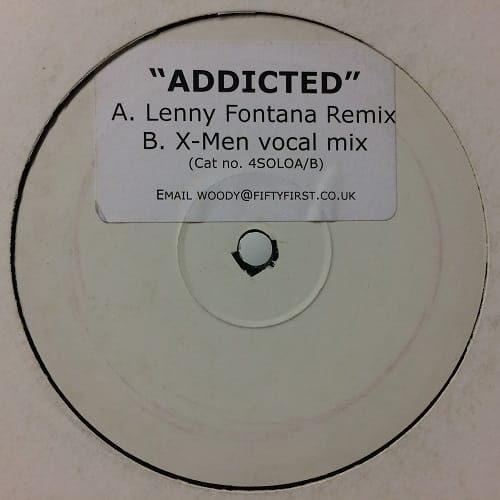 “ADDICTED”
A. Lenny Fontana Remix
B. X-Men vocal mix
(Cat no. 4SOLOA/B)
EMAIL WOODY@FIFTYFIRST.CO.UK